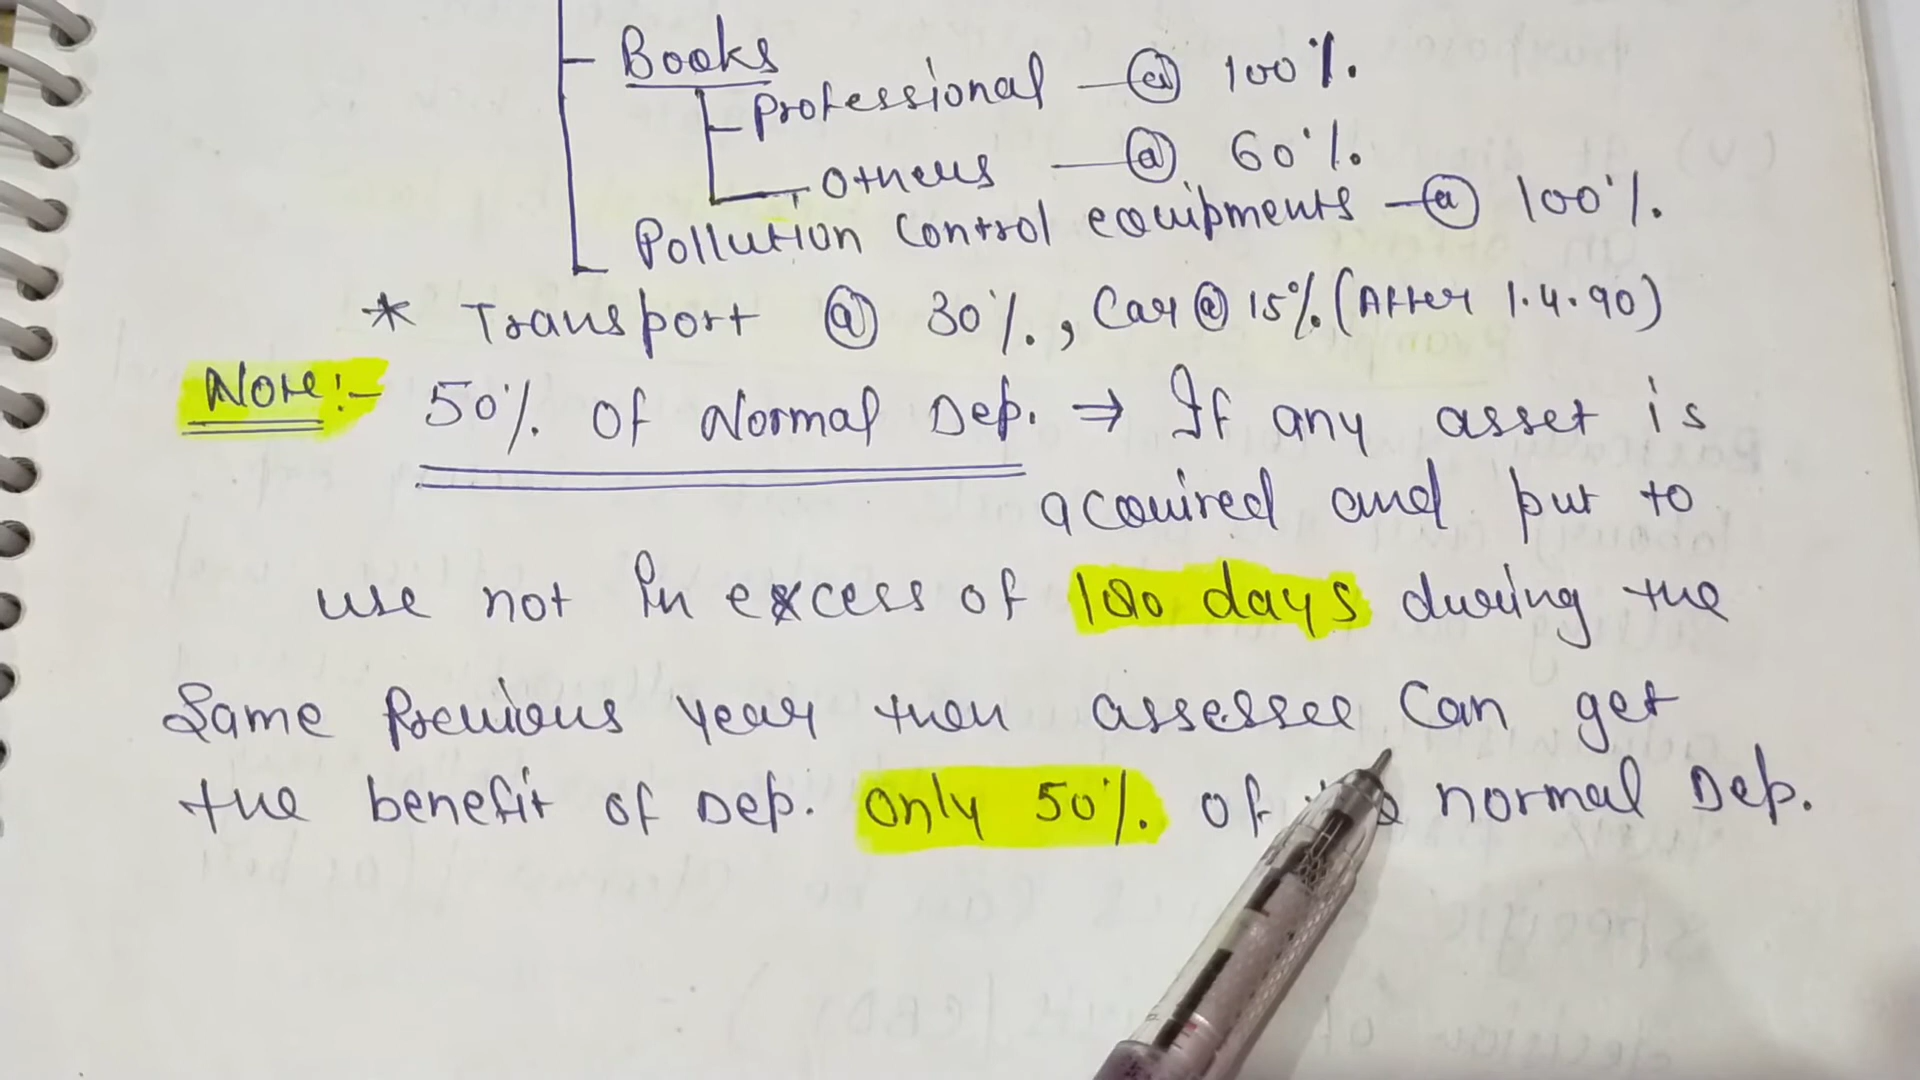 Books
Professional - @ 100%.
Others - @ 60%.
Pollution Control equipments - @ 100%.
* Transport @ 30%., Car @ 15%. (After 1.4.90)
Note:- 50%. of Normal Dep. ⇒ If any asset is
acquired and put to
use not in excess of 180 days during the
Same Previous year then assessee Can get
the benefit of Dep. only 50%. of normal Dep.